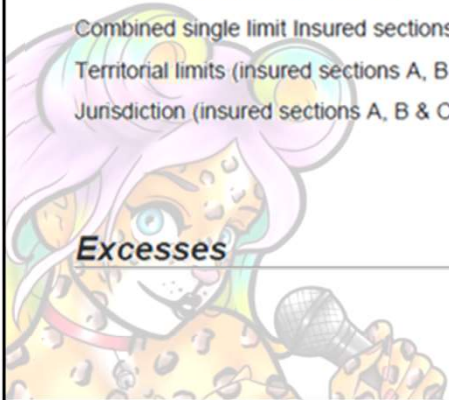 Combined single limit Insured sections
Territorial limits (insured sections A, B
Jurisdiction (insured sections A, B & C
Excesses